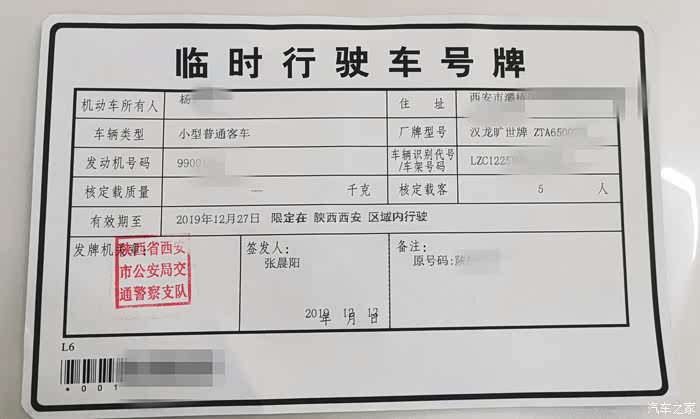 临时行驶车号牌
机动车所有人 杨 住 址 西安市灞桥
车辆类型 小型普通客车 厂牌型号 汉龙旷世牌 ZTA6500
发动机号码 9900 车辆识别代号/车架号码 LZC1225
核定载质量 — 千克 核定载客 5 人
有效期至 2019年12月27日 限定在 陕西西安 区域内行驶
发牌机关章: 签发人: 备注:
陕西省西安
市公安局交
通警察支队
张晨阳
原号码:陕
2019 12 12
年 月 日
L6
*001
汽车之家